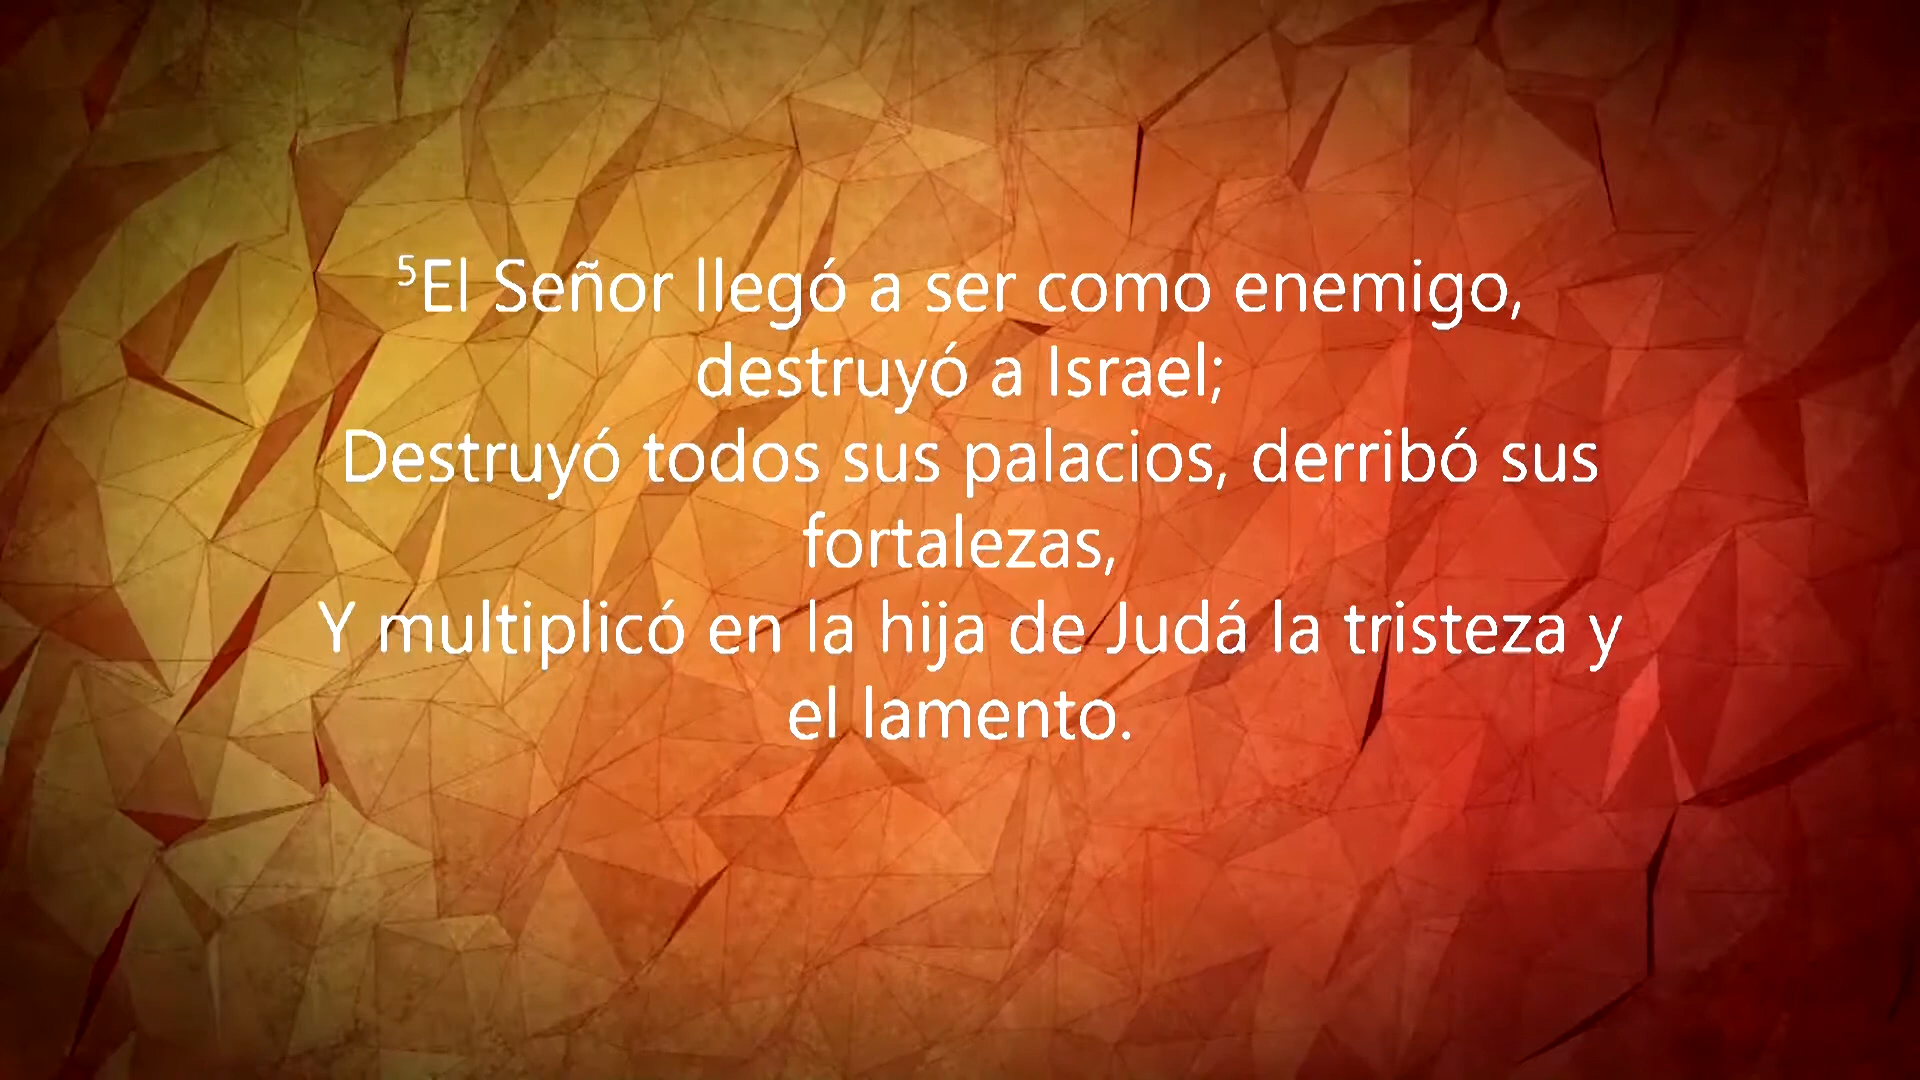 ⁵El Señor llegó a ser como enemigo,
destruyó a Israel;
Destruyó todos sus palacios, derribó sus
fortalezas,
Y multiplicó en la hija de Judá la tristeza y
el lamento.